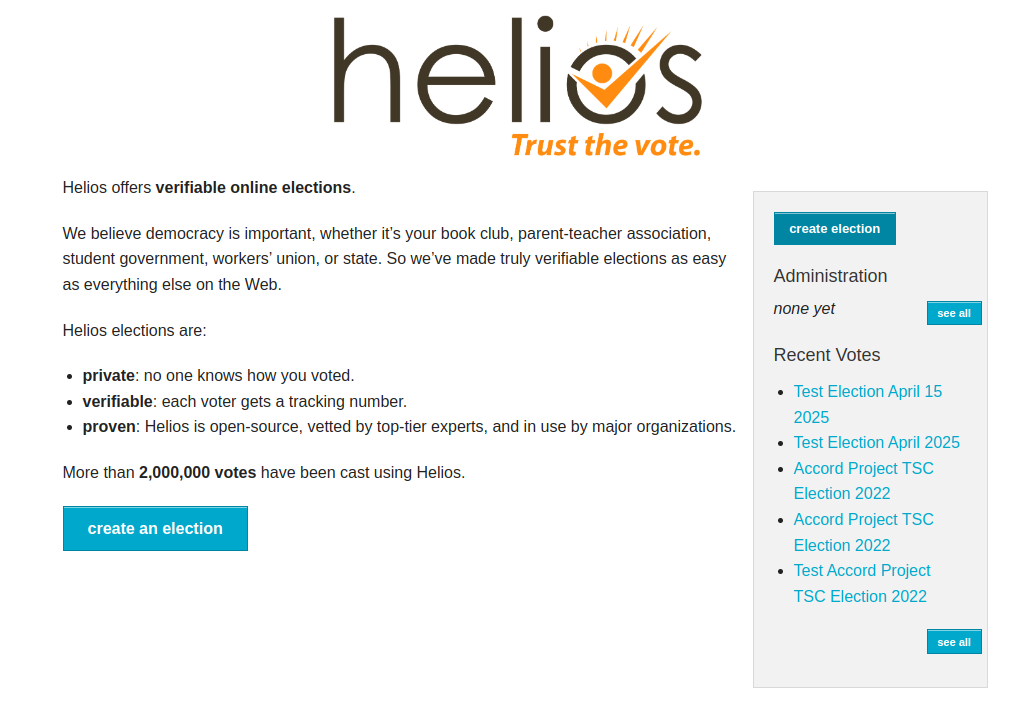 helios
Trust the vote.
Helios offers verifiable online elections.
We believe democracy is important, whether it’s your book club, parent-teacher association,
student government, workers’ union, or state. So we’ve made truly verifiable elections as easy
as everything else on the Web.
Helios elections are:
private: no one knows how you voted.
verifiable: each voter gets a tracking number.
proven: Helios is open-source, vetted by top-tier experts, and in use by major organizations.
More than 2,000,000 votes have been cast using Helios.
create an election
create election
Administration
none yet
see all
Recent Votes
Test Election April 15
2025
Test Election April 2025
Accord Project TSC
Election 2022
Accord Project TSC
Election 2022
Test Accord Project
TSC Election 2022
see all